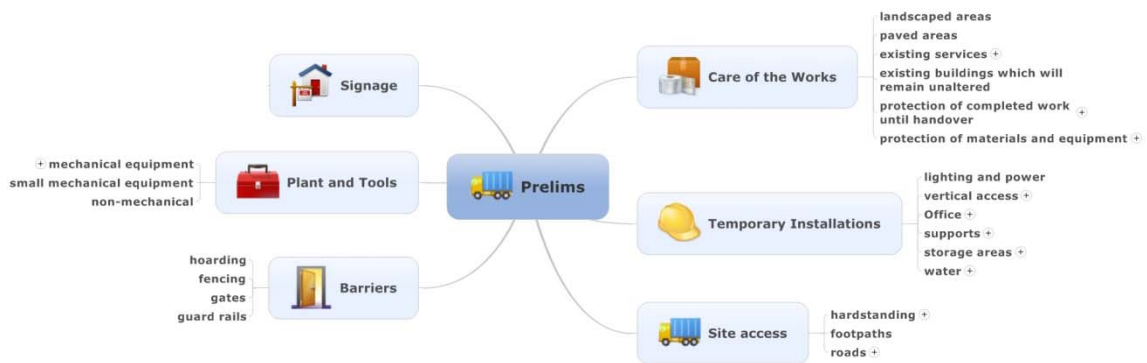 Prelims
Signage
Plant and Tools
mechanical equipment
small mechanical equipment
non-mechanical
Barriers
hoarding
fencing
gates
guard rails
Care of the Works
landscaped areas
paved areas
existing services
existing buildings which will
remain unaltered
protection of completed work
until handover
protection of materials and equipment
Temporary Installations
lighting and power
vertical access
Office
supports
storage areas
water
Site access
hardstanding
footpaths
roads